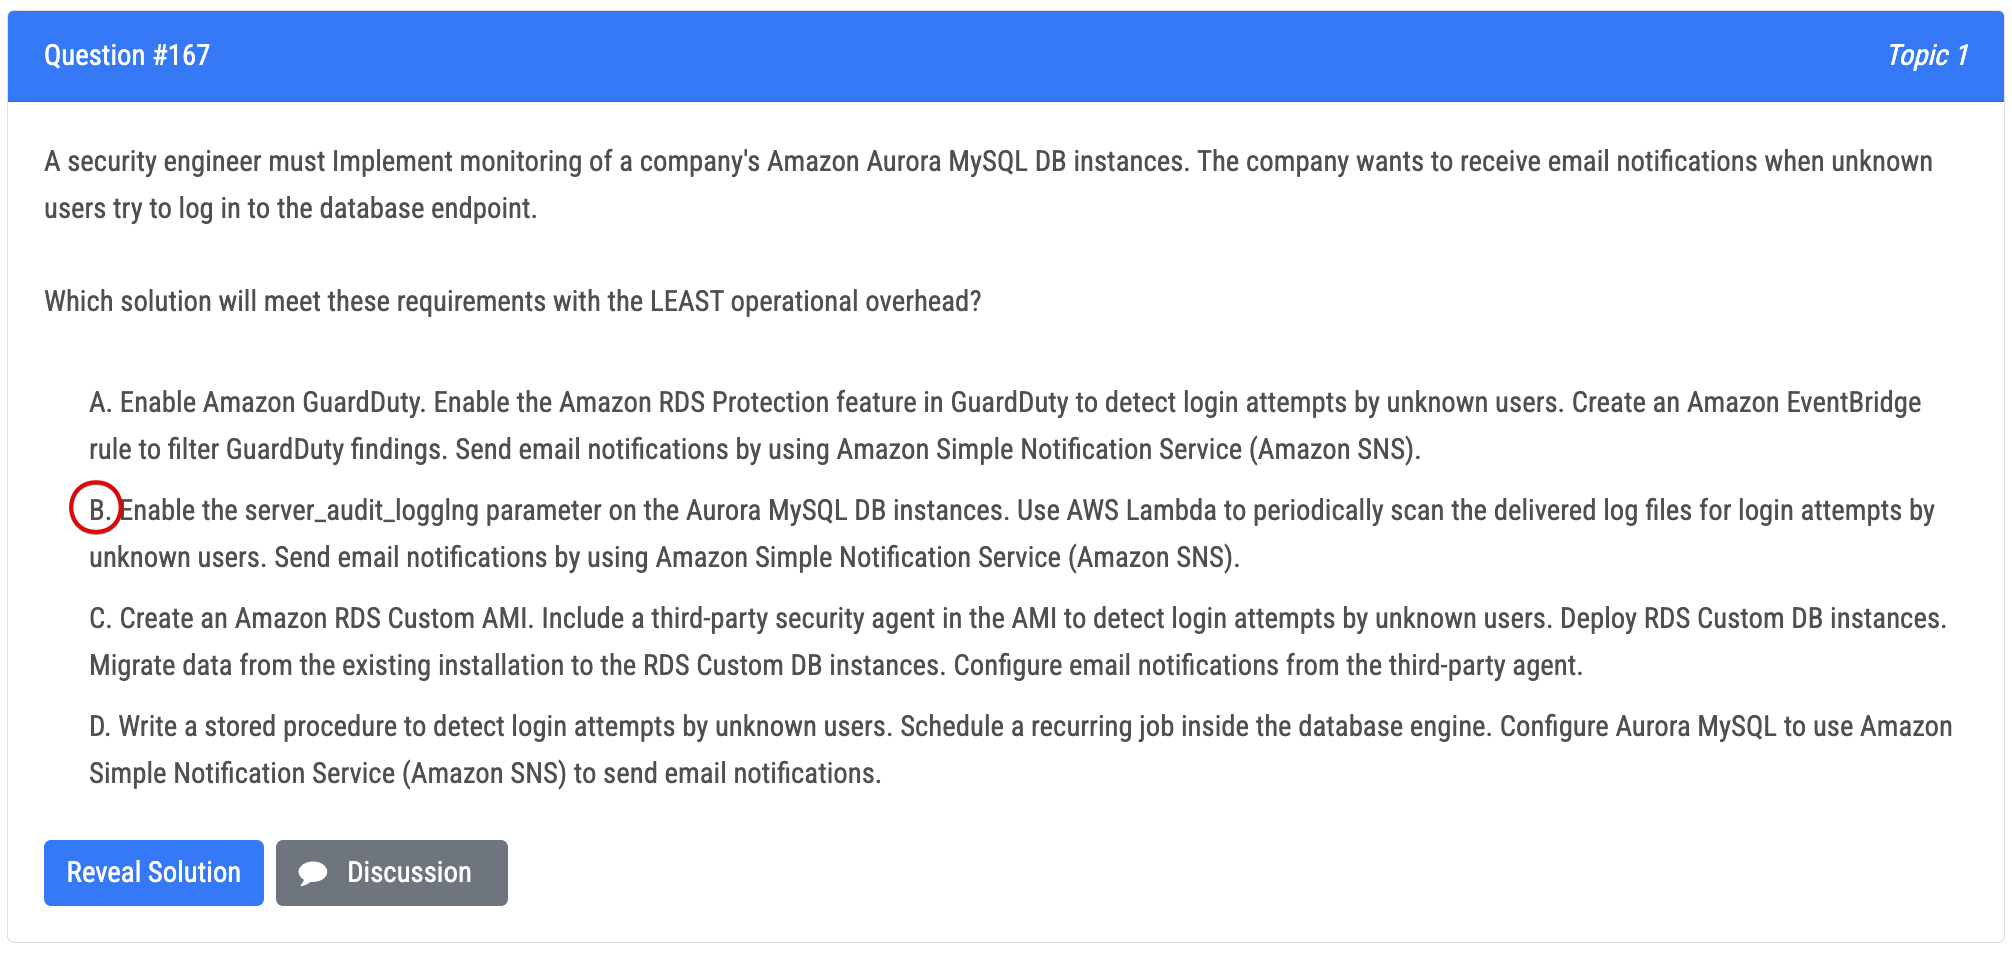 Question #167
Topic 1
A security engineer must Implement monitoring of a company's Amazon Aurora MySQL DB instances. The company wants to receive email notifications when unknown
users try to log in to the database endpoint.
Which solution will meet these requirements with the LEAST operational overhead?
A. Enable Amazon GuardDuty. Enable the Amazon RDS Protection feature in GuardDuty to detect login attempts by unknown users. Create an Amazon EventBridge
rule to filter GuardDuty findings. Send email notifications by using Amazon Simple Notification Service (Amazon SNS).
B. Enable the server_audit_logglng parameter on the Aurora MySQL DB instances. Use AWS Lambda to periodically scan the delivered log files for login attempts by
unknown users. Send email notifications by using Amazon Simple Notification Service (Amazon SNS).
C. Create an Amazon RDS Custom AMI. Include a third-party security agent in the AMI to detect login attempts by unknown users. Deploy RDS Custom DB instances.
Migrate data from the existing installation to the RDS Custom DB instances. Configure email notifications from the third-party agent.
D. Write a stored procedure to detect login attempts by unknown users. Schedule a recurring job inside the database engine. Configure Aurora MySQL to use Amazon
Simple Notification Service (Amazon SNS) to send email notifications.
Reveal Solution
Discussion